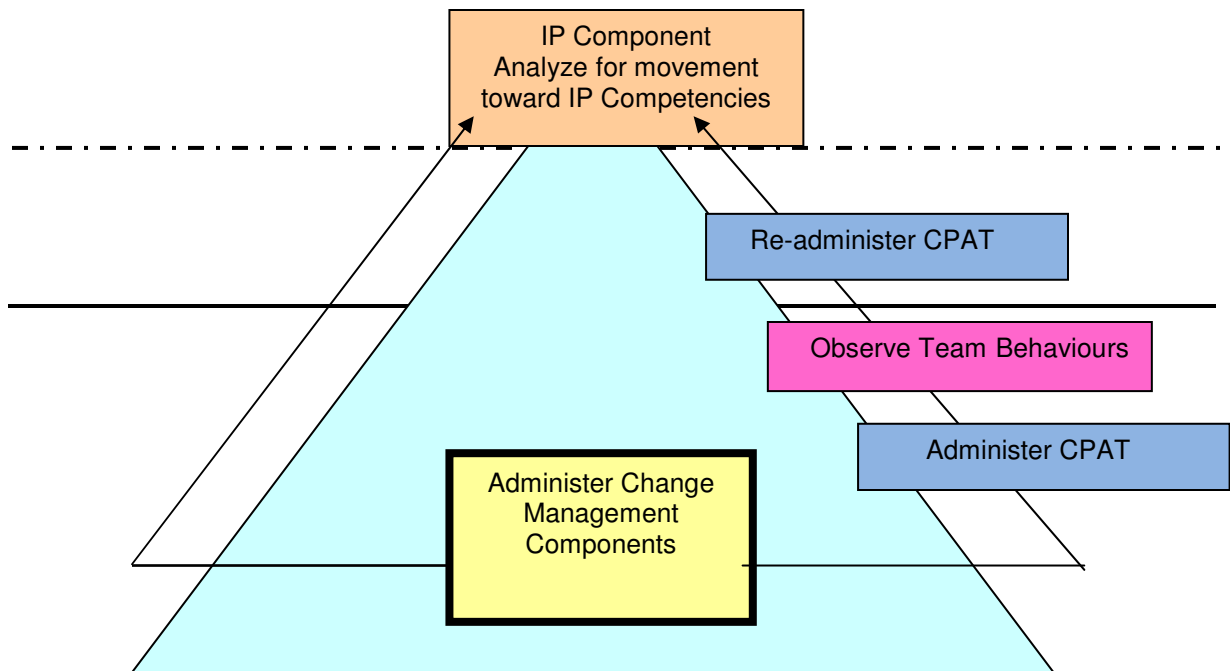 IP Component
Analyze for movement
toward IP Competencies
Re-administer CPAT
Observe Team Behaviours
Administer CPAT
Administer Change
Management
Components